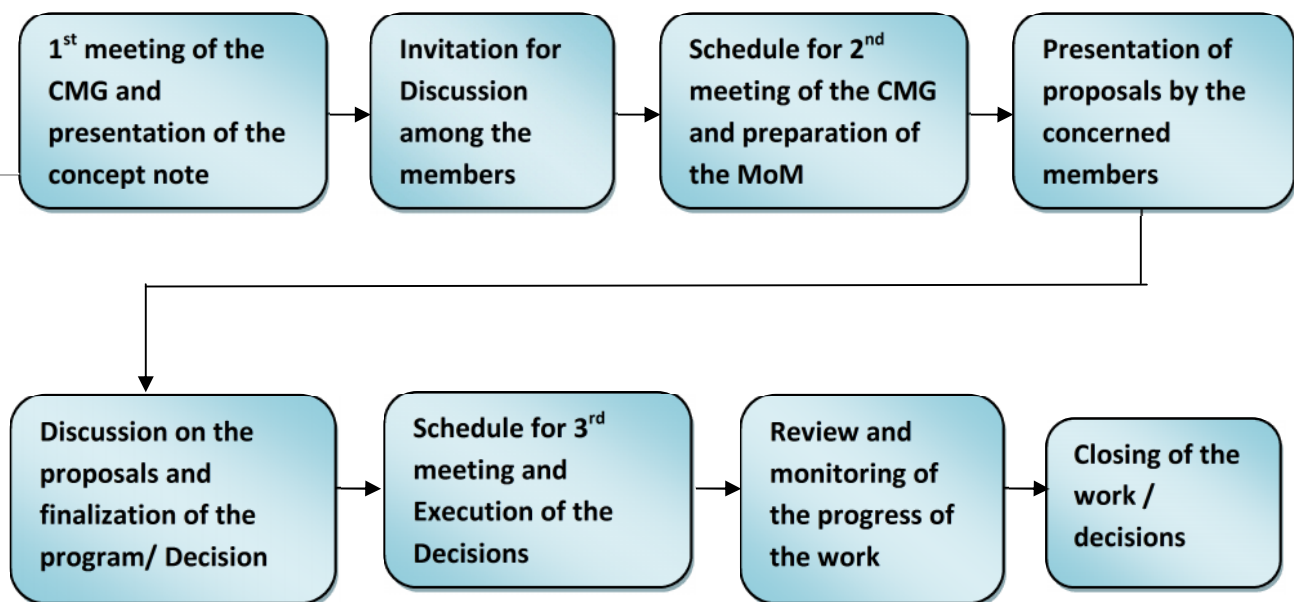 1st meeting of the
CMG and
presentation of the
concept note
Invitation for
Discussion
among the
members
Schedule for 2nd
meeting of the CMG
and preparation of
the MoM
Presentation of
proposals by the
concerned
members
Discussion on the
proposals and
finalization of the
program/ Decision
Schedule for 3rd
meeting and
Execution of the
Decisions
Review and
monitoring of
the progress of
the work
Closing of the
work /
decisions